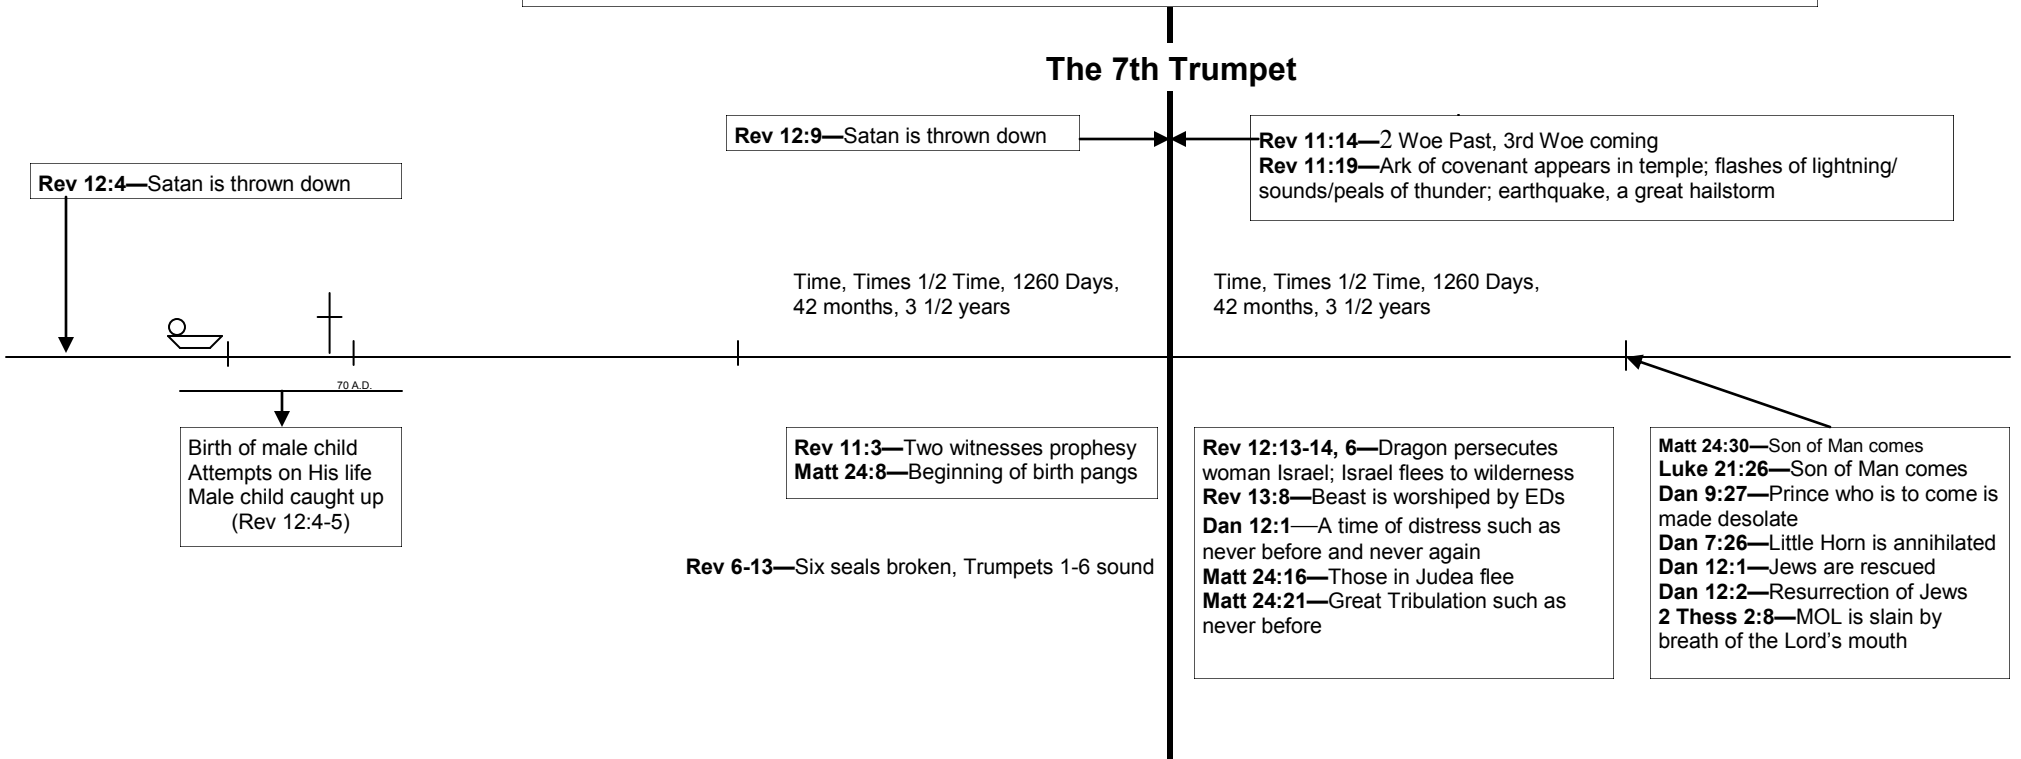 The 7th Trumpet
Rev 12:9—Satan is thrown down
Rev 11:14—2 Woe Past, 3rd Woe coming
Rev 11:19—Ark of covenant appears in temple; flashes of lightning/
sounds/peals of thunder; earthquake, a great hailstorm
Rev 12:4—Satan is thrown down
Time, Times 1/2 Time, 1260 Days,
42 months, 3 1/2 years
Time, Times 1/2 Time, 1260 Days,
42 months, 3 1/2 years
70 A.D.
Birth of male child
Attempts on His life
Male child caught up
(Rev 12:4-5)
Rev 11:3—Two witnesses prophesy
Matt 24:8—Beginning of birth pangs
Rev 6-13—Six seals broken, Trumpets 1-6 sound
Rev 12:13-14, 6—Dragon persecutes
woman Israel; Israel flees to wilderness
Rev 13:8—Beast is worshiped by EDs
Dan 12:1—A time of distress such as
never before and never again
Matt 24:16—Those in Judea flee
Matt 24:21—Great Tribulation such as
never before
Matt 24:30—Son of Man comes
Luke 21:26—Son of Man comes
Dan 9:27—Prince who is to come is
made desolate
Dan 7:26—Little Horn is annihilated
Dan 12:1—Jews are rescued
Dan 12:2—Resurrection of Jews
2 Thess 2:8—MOL is slain by
breath of the Lord's mouth